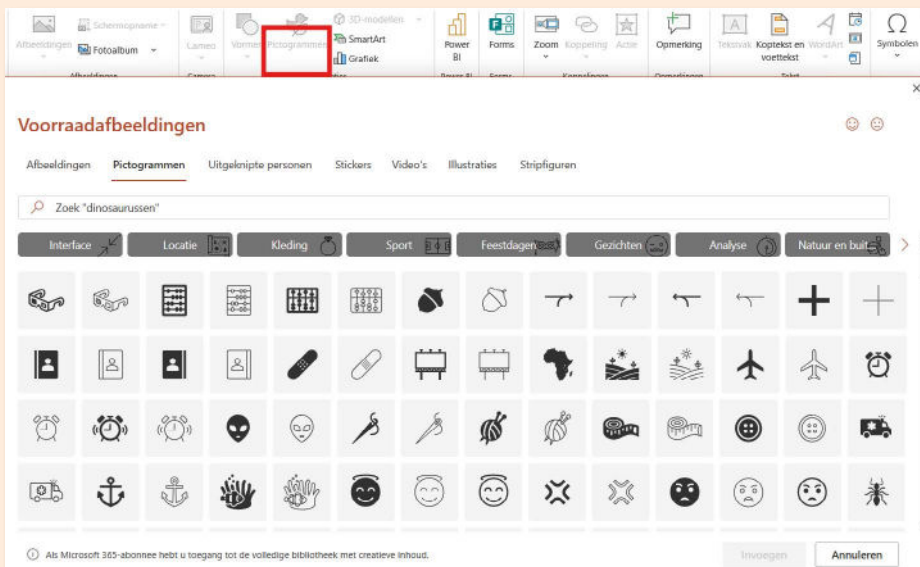 Schermopname
3D-modellen
SmartArt
Afbeeldingen
Fotoalbum
Cameo
Vormen
Pictogrammen
Grafiek
Power BI
Forms
Zoom
Koppeling
Actie
Opmerking
Tekstvak
Koptekst en voettekst
WordArt
Symbolen
Afbeeldingen
Camera
Power BI
Forms
Koppelingen
Opmerkingen
Tekst
Voorraadafbeeldingen
Afbeeldingen Pictogrammen Uitgeknipte personen Stickers Video's Illustraties Stripfiguren
Zoek "dinosaurussen"
Interface Locatie Kleding Sport Feestdagen Gezichten Analyse Natuur en buit
Als Microsoft 365-abonnee hebt u toegang tot de volledige bibliotheek met creatieve inhoud.
Invoegen Annuleren